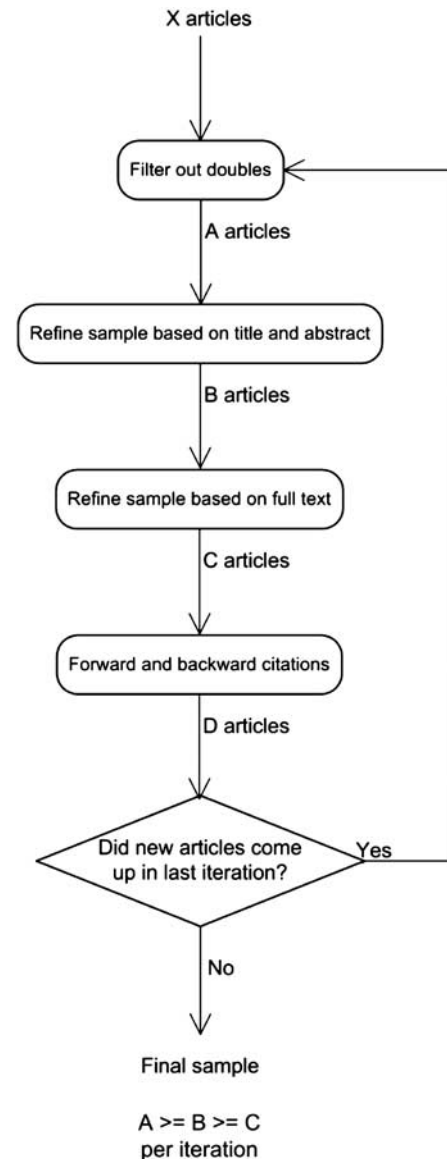 X articles
Filter out doubles
A articles
Refine sample based on title and abstract
B articles
Refine sample based on full text
C articles
Forward and backward citations
D articles
Did new articles come
up in last iteration?
Yes
No
Final sample
A >= B >= C
per iteration